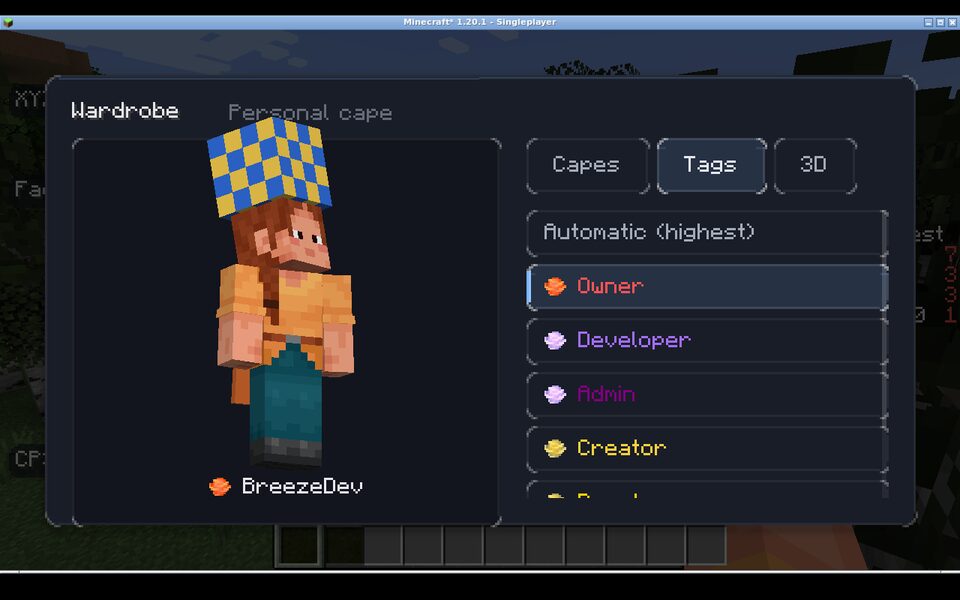 Minecraft* 1.20.1 - Singleplayer
Wardrobe
Personal cape
Capes
Tags
3D
Automatic (highest)
Owner
Developer
Admin
Creator
BreezeDev